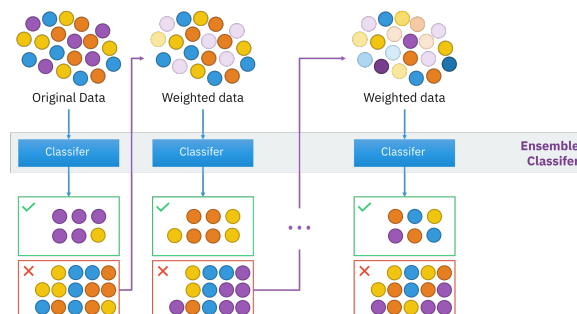 Original Data
Weighted data
Weighted data
Classifer
Classifer
Classifer
Ensemble
Classifer